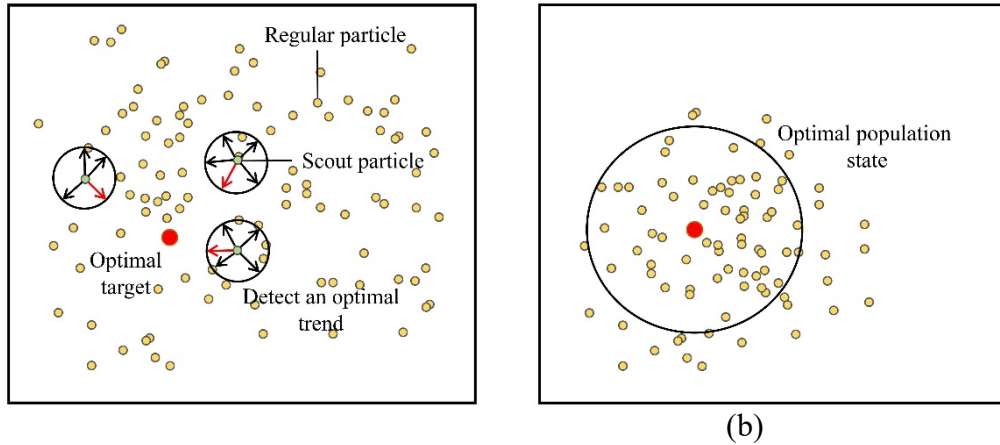 Regular particle
Scout particle
Optimal
target
Detect an optimal
trend
Optimal population
state
(b)